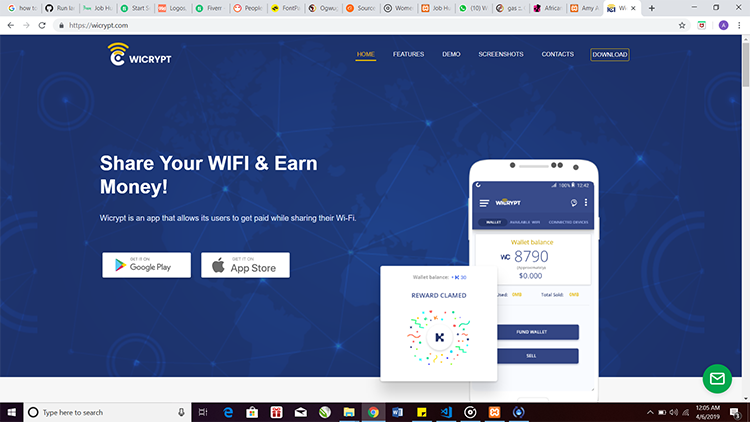 how to
Run la
Job H
Start S
Logos.
Fiverr
People
FontFo
Ogwu
Source
Wome
Job H
(10) W
gas ::
African
Amy A
https://wicrypt.com
WICRYPT
HOME
FEATURES
DEMO
SCREENSHOTS
CONTACTS
DOWNLOAD
Share Your WIFI & Earn
Money!
Wicrypt is an app that allows its users to get paid while sharing their Wi-Fi.
GET IT ON
Google Play
GET IT ON
App Store
100% 12:42
WICRYPT
WALLET
AVAILABLE WIFI
CONNECTED DEVICES
Wallet balance
WC 8790
(Approximately)
$0.000
Used:
Total Sold:
FUND WALLET
SELL
Wallet balance:
REWARD CLAMED
Type here to search
12:05 AM
4/6/2019